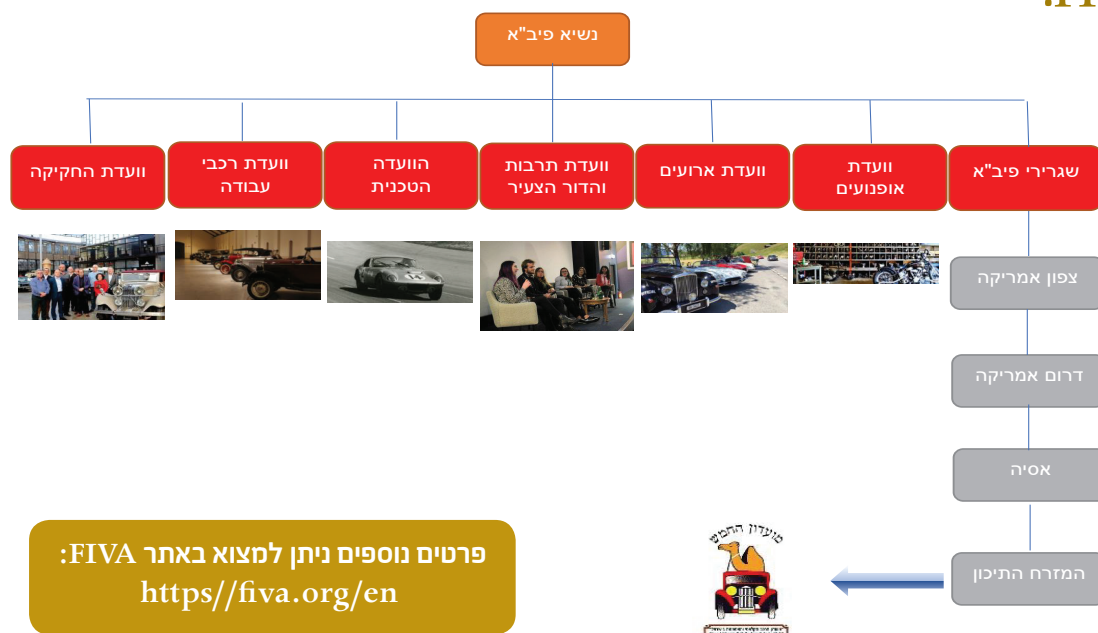 נשיא פיב"א
שגרירי פיב"א
וועדת
אופנועים
וועדת ארועים
וועדת תרבות
והדור הצעיר
הוועדה
הטכנית
וועדת רכבי
עבודה
וועדת החקיקה
צפון אמריקה
דרום אמריקה
אסיה
המזרח התיכון
מועדון החמש
פרטים נוספים ניתן למצוא באתר FIVA:
https//fiva.org/en